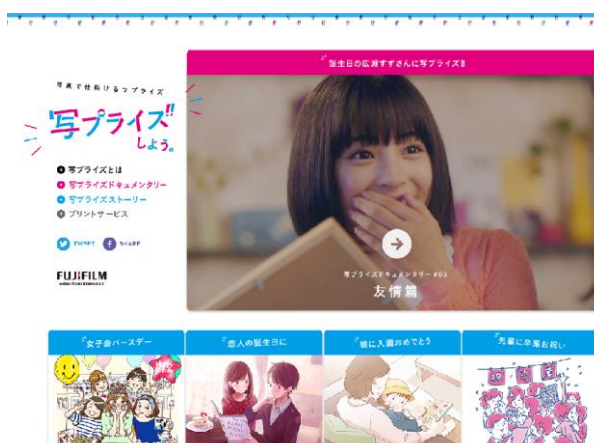 誕生日の広瀬すずさんに写プライズ!!
写真で仕掛けるサプライズ
写プライズ!!
しよう。
写プライズとは
写プライズドキュメンタリー
写プライズストーリー
プリントサービス
TWEET
SHARE
FUJIFILM
写プライズドキュメンタリー #03
友情篇
女子会バースデー
恋人の誕生日に
娘に入園おめでとう
先輩に卒業お祝い